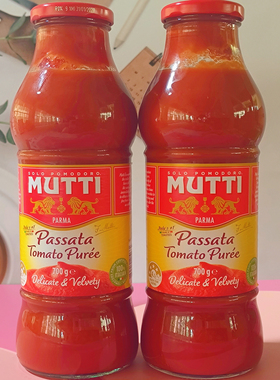 SOLO POMODORO
MUTTI
PARMA
Passata
Tomato Purée
700 g ℮
Delicate & Velvety
SOLO POMODORO
MUTTI
PARMA
Passata
Tomato Purée
700 g ℮
Delicate & Velvety